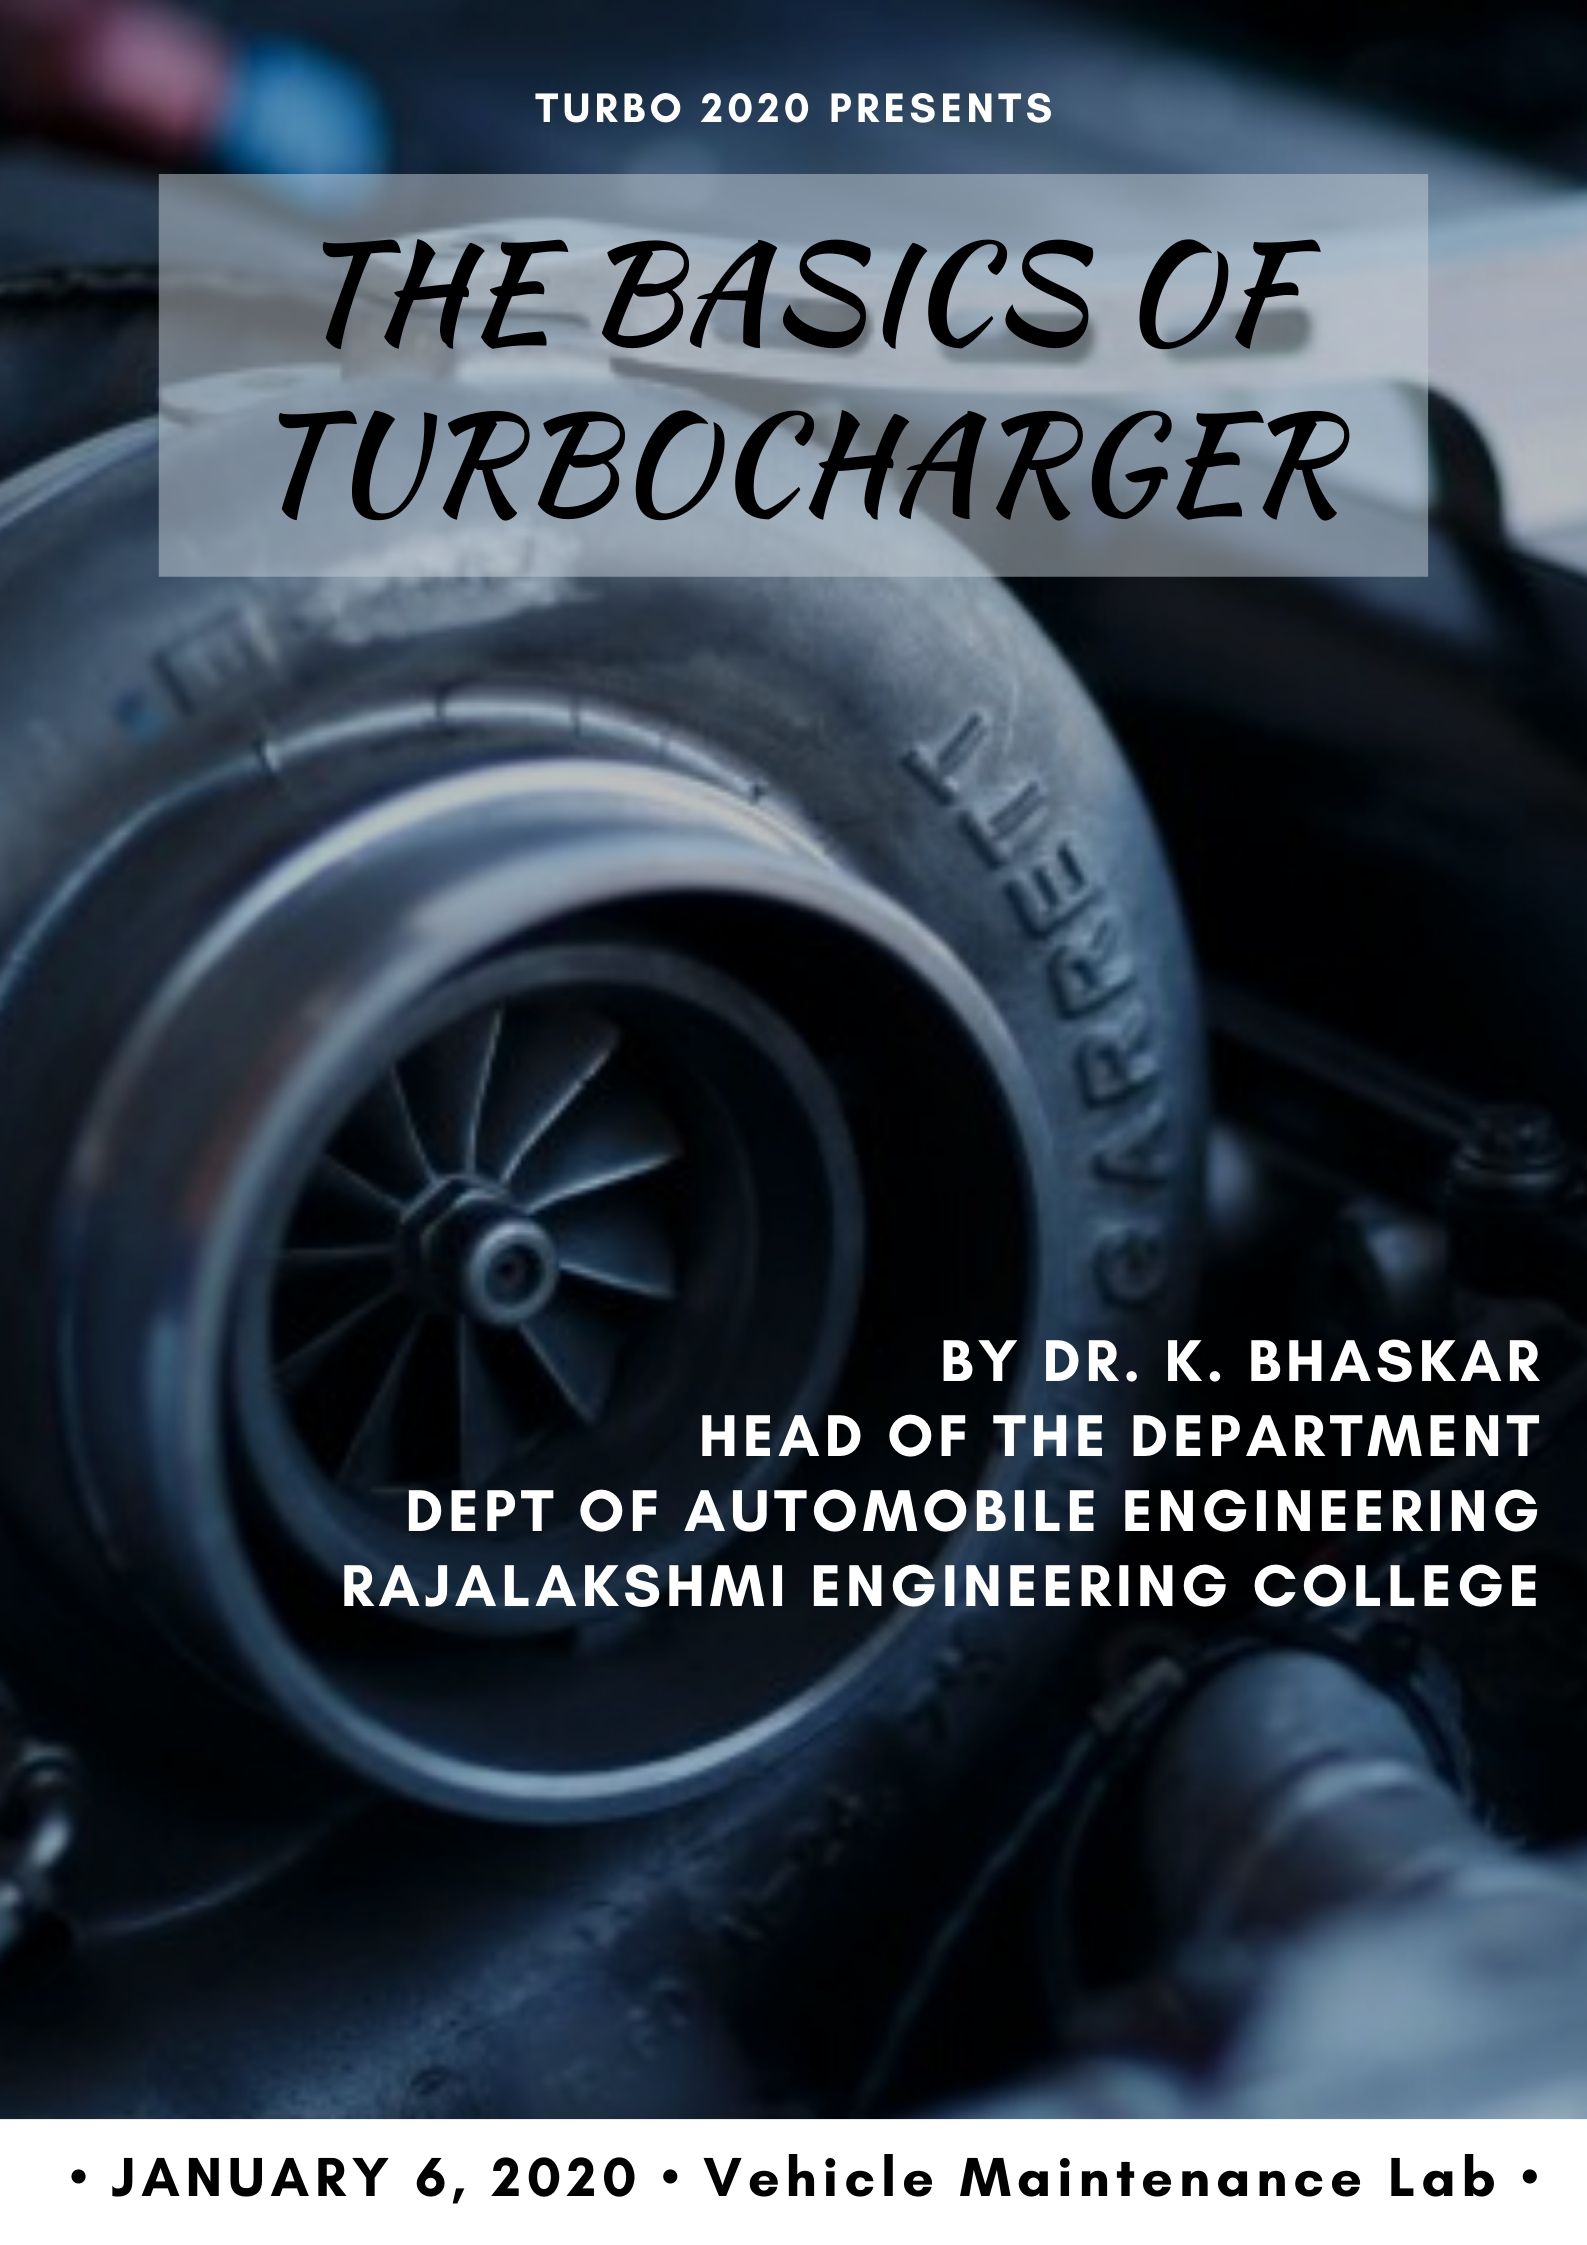 TURBO 2020 PRESENTS
THE BASICS OF
TURBOCHARGER
GARRETT
BY DR. K. BHASKAR
HEAD OF THE DEPARTMENT
DEPT OF AUTOMOBILE ENGINEERING
RAJALAKSHMI ENGINEERING COLLEGE
• JANUARY 6, 2020 • Vehicle Maintenance Lab •